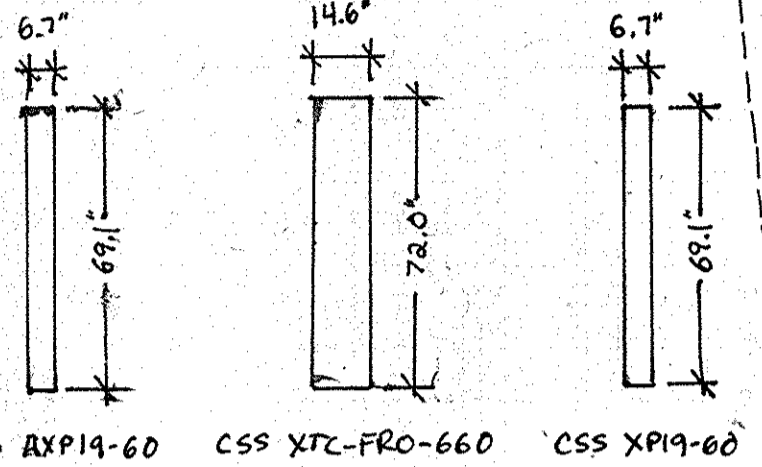 6.7"
14.6"
6.7"
69.1"
72.0"
69.1"
AXP19-60
CSS XTC-FRO-660
CSS XP19-60